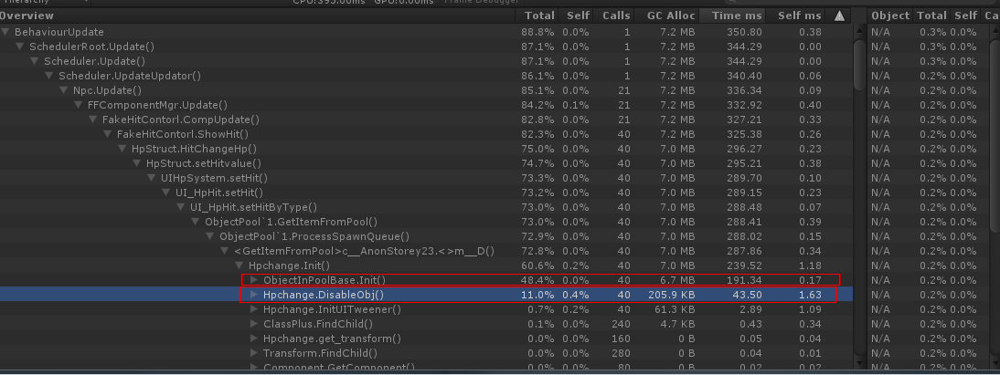 Hierarchy CPU:395.00ms GPU:0.00ms Frame Debugger
Overview Total Self Calls GC Alloc Time ms Self ms Object Total Self Ca
BehaviourUpdate 88.8% 0.0% 1 7.2 MB 350.80 0.38 N/A 0.3% 0.0%
SchedulerRoot.Update() 87.1% 0.0% 1 7.2 MB 344.29 0.00 N/A 0.3% 0.0%
Scheduler.Update() 87.1% 0.0% 1 7.2 MB 344.29 0.00 N/A 0.3% 0.0%
Scheduler.UpdateUpdator() 86.1% 0.0% 1 7.2 MB 340.40 0.06 N/A 0.2% 0.0%
Npc.Update() 85.1% 0.0% 21 7.2 MB 336.34 0.09 N/A 0.2% 0.0%
FFComponentMgr.Update() 84.2% 0.1% 21 7.2 MB 332.92 0.40 N/A 0.2% 0.0%
FakeHitContorl.CompUpdate() 82.8% 0.0% 21 7.2 MB 327.21 0.33 N/A 0.2% 0.0%
FakeHitContorl.ShowHit() 82.3% 0.0% 40 7.2 MB 325.38 0.26 N/A 0.2% 0.0%
HpStruct.HitChangeHp() 75.0% 0.0% 40 7.0 MB 296.27 0.23 N/A 0.2% 0.0%
HpStruct.setHitvalue() 74.7% 0.0% 40 7.0 MB 295.21 0.38 N/A 0.2% 0.0%
UIHpSystem.setHit() 73.3% 0.0% 40 7.0 MB 289.70 0.10 N/A 0.2% 0.0%
UI_HpHit.setHit() 73.2% 0.0% 40 7.0 MB 289.15 0.23 N/A 0.2% 0.0%
UI_HpHit.setHitByType() 73.0% 0.0% 40 7.0 MB 288.48 0.07 N/A 0.2% 0.0%
ObjectPool`1.GetItemFromPool() 73.0% 0.0% 40 7.0 MB 288.41 0.39 N/A 0.2% 0.0%
ObjectPool`1.ProcessSpawnQueue() 72.9% 0.0% 40 7.0 MB 288.02 0.15 N/A 0.2% 0.0%
<GetItemFromPool>c__AnonStorey23.<>m__D() 72.8% 0.0% 40 7.0 MB 287.86 0.34 N/A 0.2% 0.0%
Hpchange.Init() 60.6% 0.2% 40 7.0 MB 239.52 1.18 N/A 0.2% 0.0%
ObjectInPoolBase.Init() 48.4% 0.0% 40 6.7 MB 191.34 0.17 N/A 0.2% 0.0%
Hpchange.DisableObj() 11.0% 0.4% 40 205.9 KB 43.50 1.63 N/A 0.2% 0.0%
Hpchange.InitUITweener() 0.7% 0.2% 40 61.3 KB 2.89 1.09 N/A 0.2% 0.0%
ClassPlus.FindChild() 0.1% 0.0% 240 4.7 KB 0.43 0.34 N/A 0.2% 0.0%
Hpchange.get_transform() 0.0% 0.0% 160 0 B 0.05 0.04 N/A 0.2% 0.0%
Transform.FindChild() 0.0% 0.0% 280 0 B 0.04 0.01 N/A 0.2% 0.0%
Component.GetComponent() 0.0% 0.0% 80 0 B 0.02 0.02 N/A 0.2% 0.0%